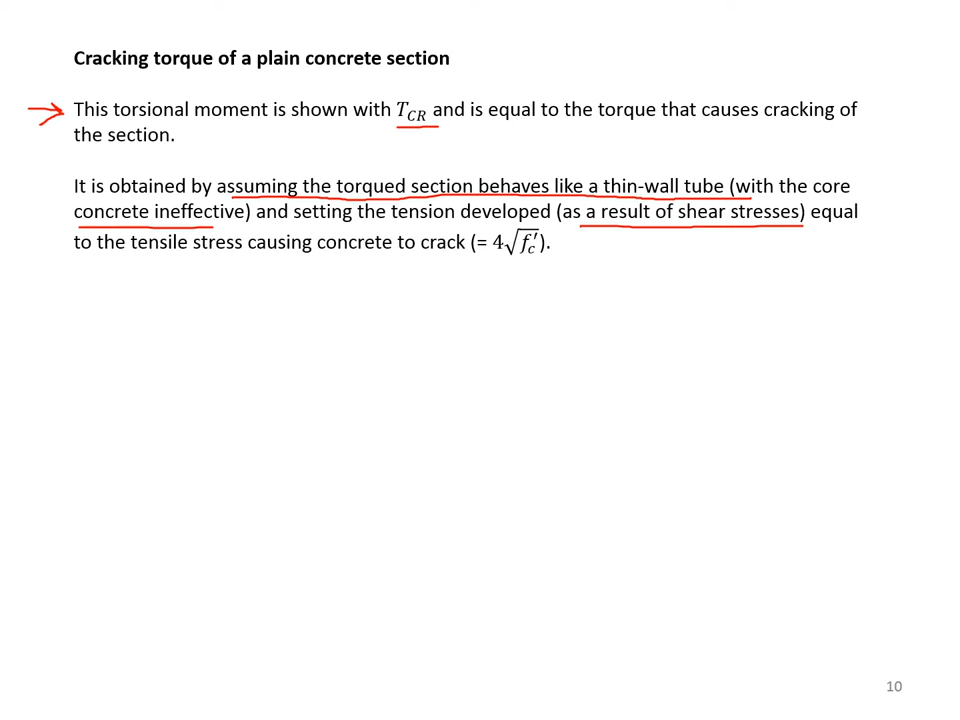 Cracking torque of a plain concrete section
This torsional moment is shown with T_CR and is equal to the torque that causes cracking of
the section.
It is obtained by assuming the torqued section behaves like a thin-wall tube (with the core
concrete ineffective) and setting the tension developed (as a result of shear stresses) equal
to the tensile stress causing concrete to crack (= 4√f′_c).
10